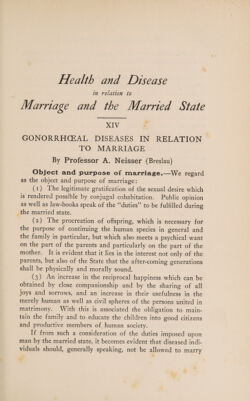 Health and Disease
in relation to
Marriage and the Married State
XIV
GONORRHŒAL DISEASES IN RELATION
TO MARRIAGE
By Professor A. Neisser (Breslau)
Object and purpose of marriage.—We regard
as the object and purpose of marriage:
(1) The legitimate gratification of the sexual desire which
is rendered possible by conjugal cohabitation. Public opinion
as well as law-books speak of the "duties" to be fulfilled during
the married state.
(2) The procreation of offspring, which is necessary for
the purpose of continuing the human species in general and
the family in particular, but which also meets a psychical want
on the part of the parents and particularly on the part of the
mother. It is evident that it lies in the interest not only of the
parents, but also of the State that the after-coming generations
shall be physically and morally sound.
(3) An increase in the reciprocal happiness which can be
obtained by close companionship and by the sharing of all
joys and sorrows, and an increase in their usefulness in the
merely human as well as civil spheres of the persons united in
matrimony. With this is associated the obligation to main-
tain the family and to educate the children into good citizens
and productive members of human society.
If from such a consideration of the duties imposed upon
man by the married state, it becomes evident that diseased indi-
viduals should, generally speaking, not be allowed to marry